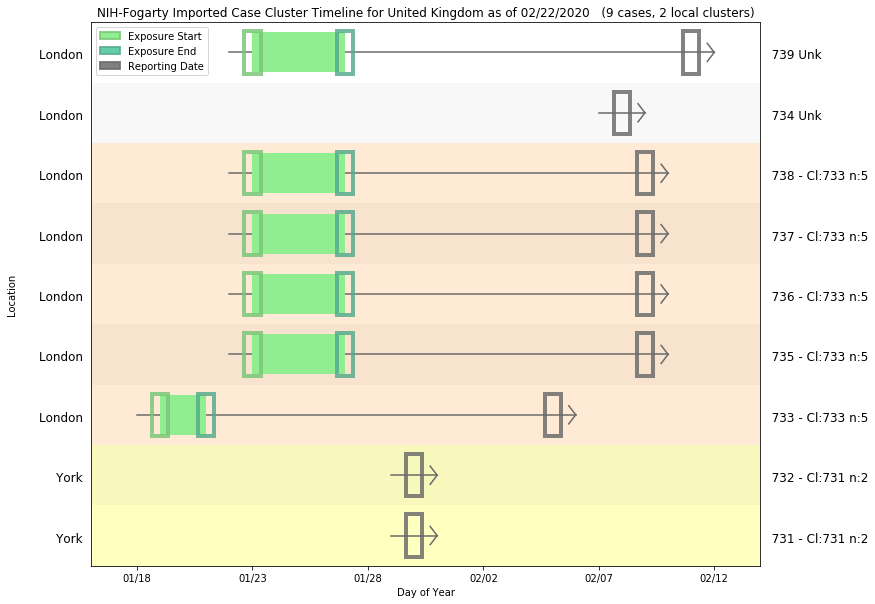 NIH-Fogarty Imported Case Cluster Timeline for United Kingdom as of 02/22/2020 (9 cases, 2 local clusters)
Exposure Start
Exposure End
Reporting Date
London 739 Unk
London 734 Unk
London 738 - Cl:733 n:5
London 737 - Cl:733 n:5
London 736 - Cl:733 n:5
London 735 - Cl:733 n:5
London 733 - Cl:733 n:5
York 732 - Cl:731 n:2
York 731 - Cl:731 n:2
Location
01/18 01/23 01/28 02/02 02/07 02/12
Day of Year